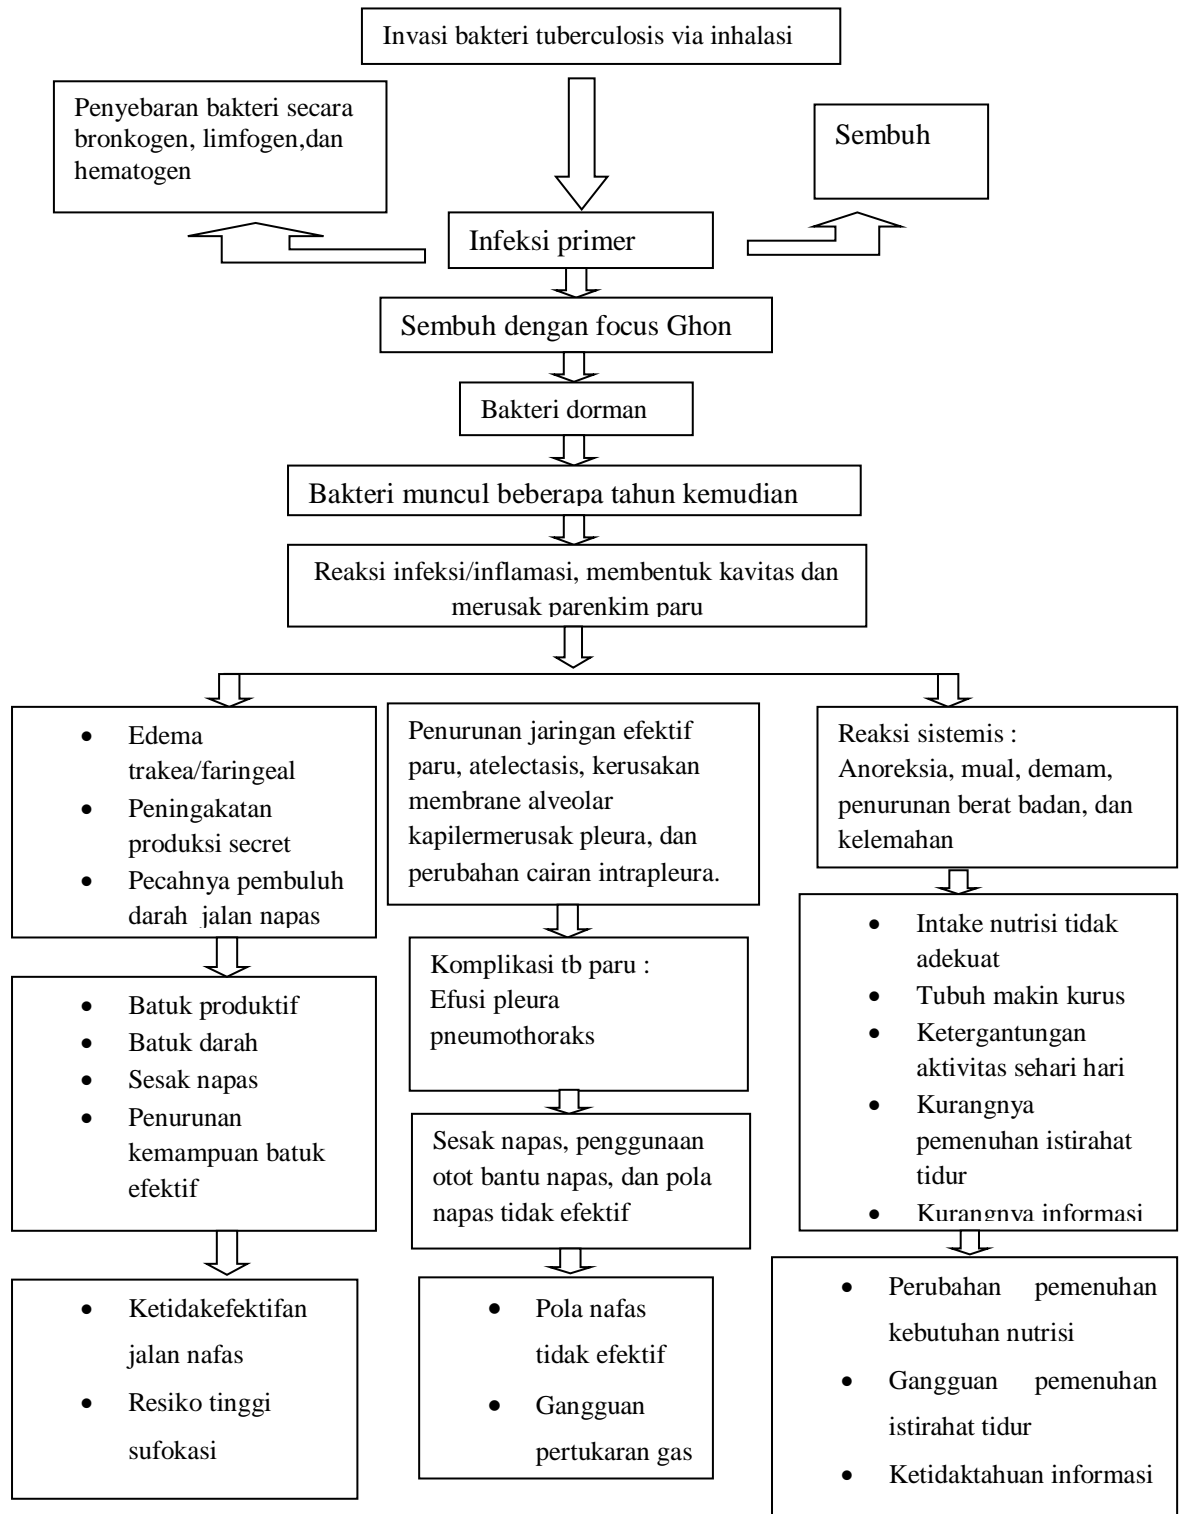 Invasi bakteri tuberculosis via inhalasi
Penyebaran bakteri secara
bronkogen, limfogen,dan
hematogen
Sembuh
Infeksi primer
Sembuh dengan focus Ghon
Bakteri dorman
Bakteri muncul beberapa tahun kemudian
Reaksi infeksi/inflamasi, membentuk kavitas dan
merusak parenkim paru
• Edema
trakea/faringeal
• Peningakatan
produksi secret
• Pecahnya pembuluh
darah jalan napas
Penurunan jaringan efektif
paru, atelectasis, kerusakan
membrane alveolar
kapilermerusak pleura, dan
perubahan cairan intrapleura.
Reaksi sistemis :
Anoreksia, mual, demam,
penurunan berat badan, dan
kelemahan
• Batuk produktif
• Batuk darah
• Sesak napas
• Penurunan
kemampuan batuk
efektif
Komplikasi tb paru :
Efusi pleura
pneumothoraks
• Intake nutrisi tidak
adekuat
• Tubuh makin kurus
• Ketergantungan
aktivitas sehari hari
• Kurangnya
pemenuhan istirahat
tidur
• Kurangnya informasi
Sesak napas, penggunaan
otot bantu napas, dan pola
napas tidak efektif
• Ketidakefektifan
jalan nafas
• Resiko tinggi
sufokasi
• Pola nafas
tidak efektif
• Gangguan
pertukaran gas
• Perubahan pemenuhan
kebutuhan nutrisi
• Gangguan pemenuhan
istirahat tidur
• Ketidaktahuan informasi